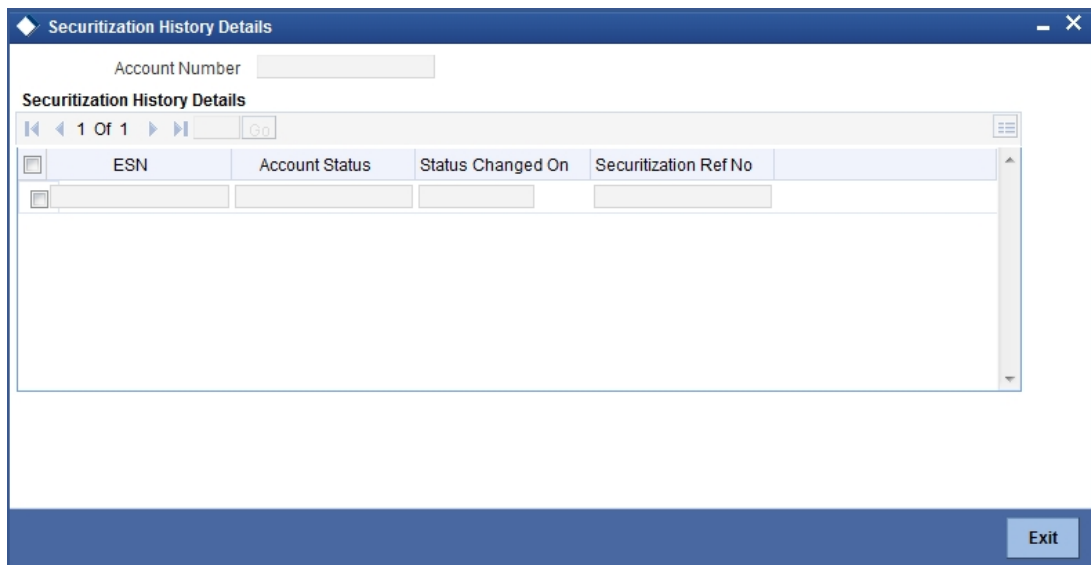 Securitization History Details
Account Number
Securitization History Details
1 Of 1 Go
ESN Account Status Status Changed On Securitization Ref No
Exit